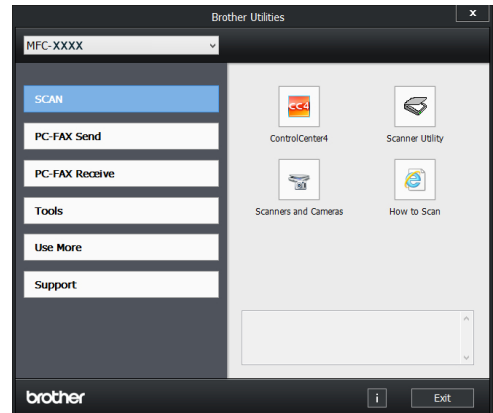 Brother Utilities
x
MFC-XXXX
SCAN
PC-FAX Send
PC-FAX Receive
Tools
Use More
Support
CC4
ControlCenter4
Scanner Utility
Scanners and Cameras
How to Scan
brother
i
Exit